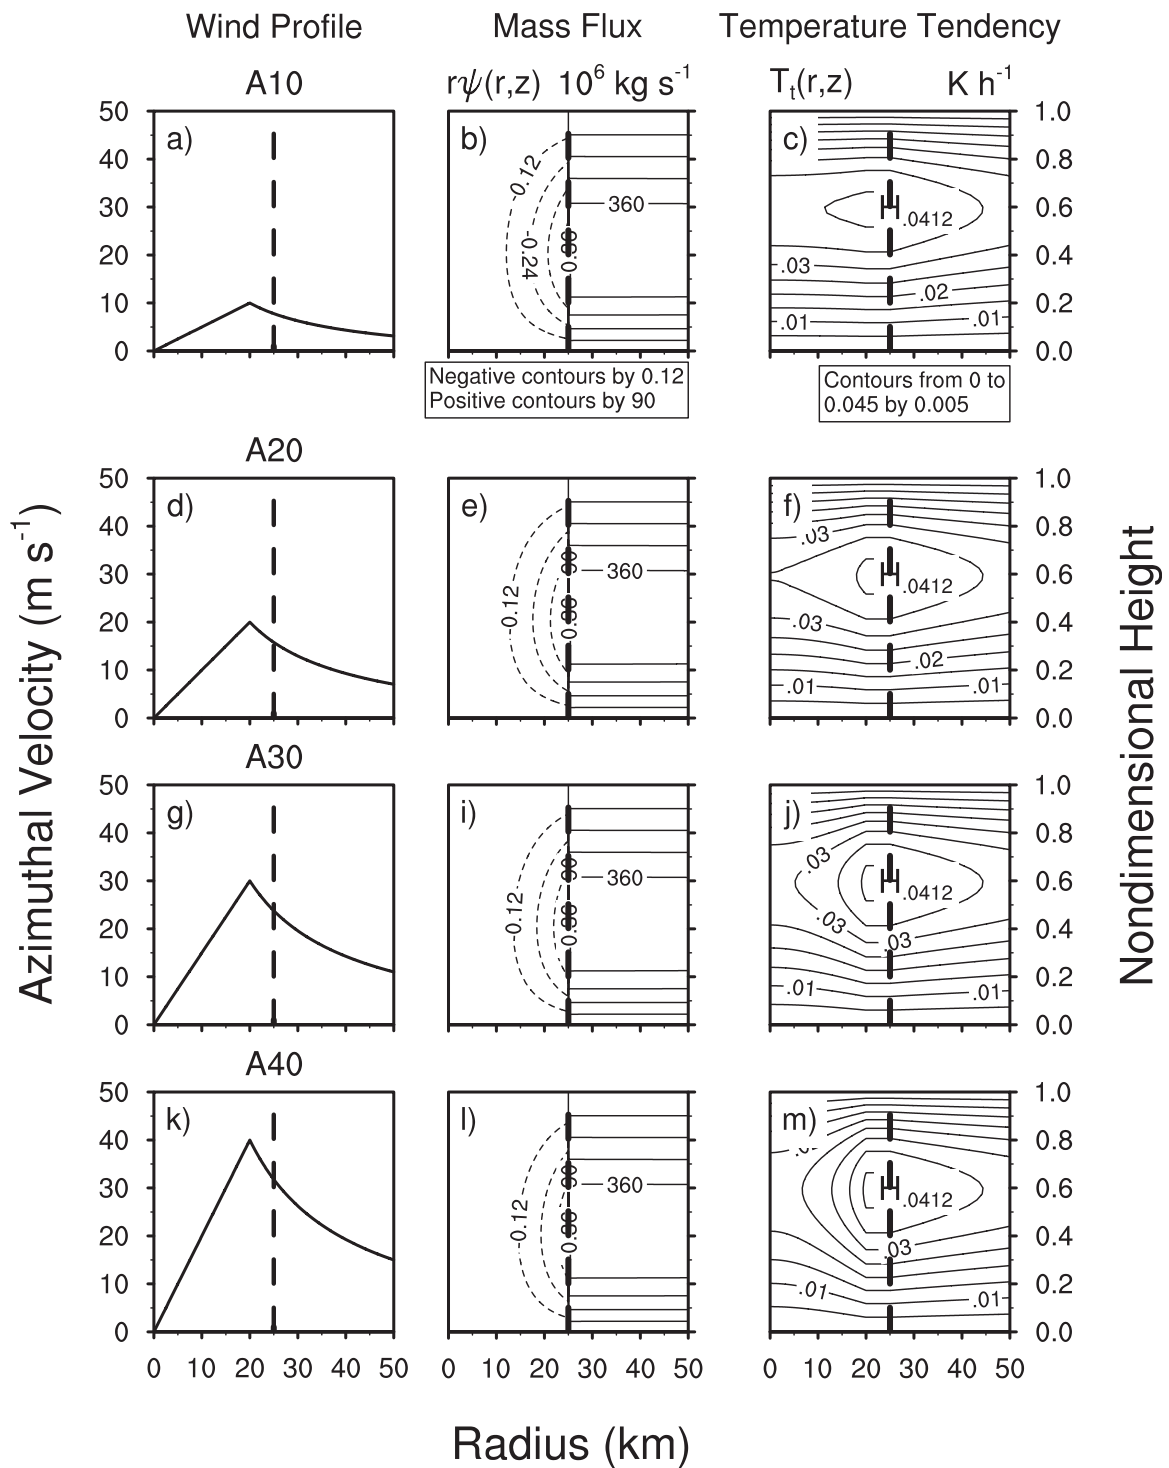 Wind Profile Mass Flux Temperature Tendency
A10 rψ(r,z) 10⁶ kg s⁻¹ Tₜ(r,z) K h⁻¹
a) b) c)
50 40 30 20 10 0
-0.12 -0.24 360
.0412 .03 .02 .01 .01
1.0 0.8 0.6 0.4 0.2 0.0
Negative contours by 0.12
Positive contours by 90
Contours from 0 to
0.045 by 0.005
A20
d) e) f)
50 40 30 20 10 0
-0.12 360
.03 H .0412 .03 .02 .01 .01
1.0 0.8 0.6 0.4 0.2 0.0
A30
g) i) j)
50 40 30 20 10 0
-0.12 360
.03 H .0412 .03 .03 .01 .01
1.0 0.8 0.6 0.4 0.2 0.0
A40
k) l) m)
50 40 30 20 10 0
-0.12 360
H .0412 .03 .01 .01
1.0 0.8 0.6 0.4 0.2 0.0
0 10 20 30 40 50 0 10 20 30 40 50 0 10 20 30 40 50
Azimuthal Velocity (m s⁻¹)
Nondimensional Height
Radius (km)